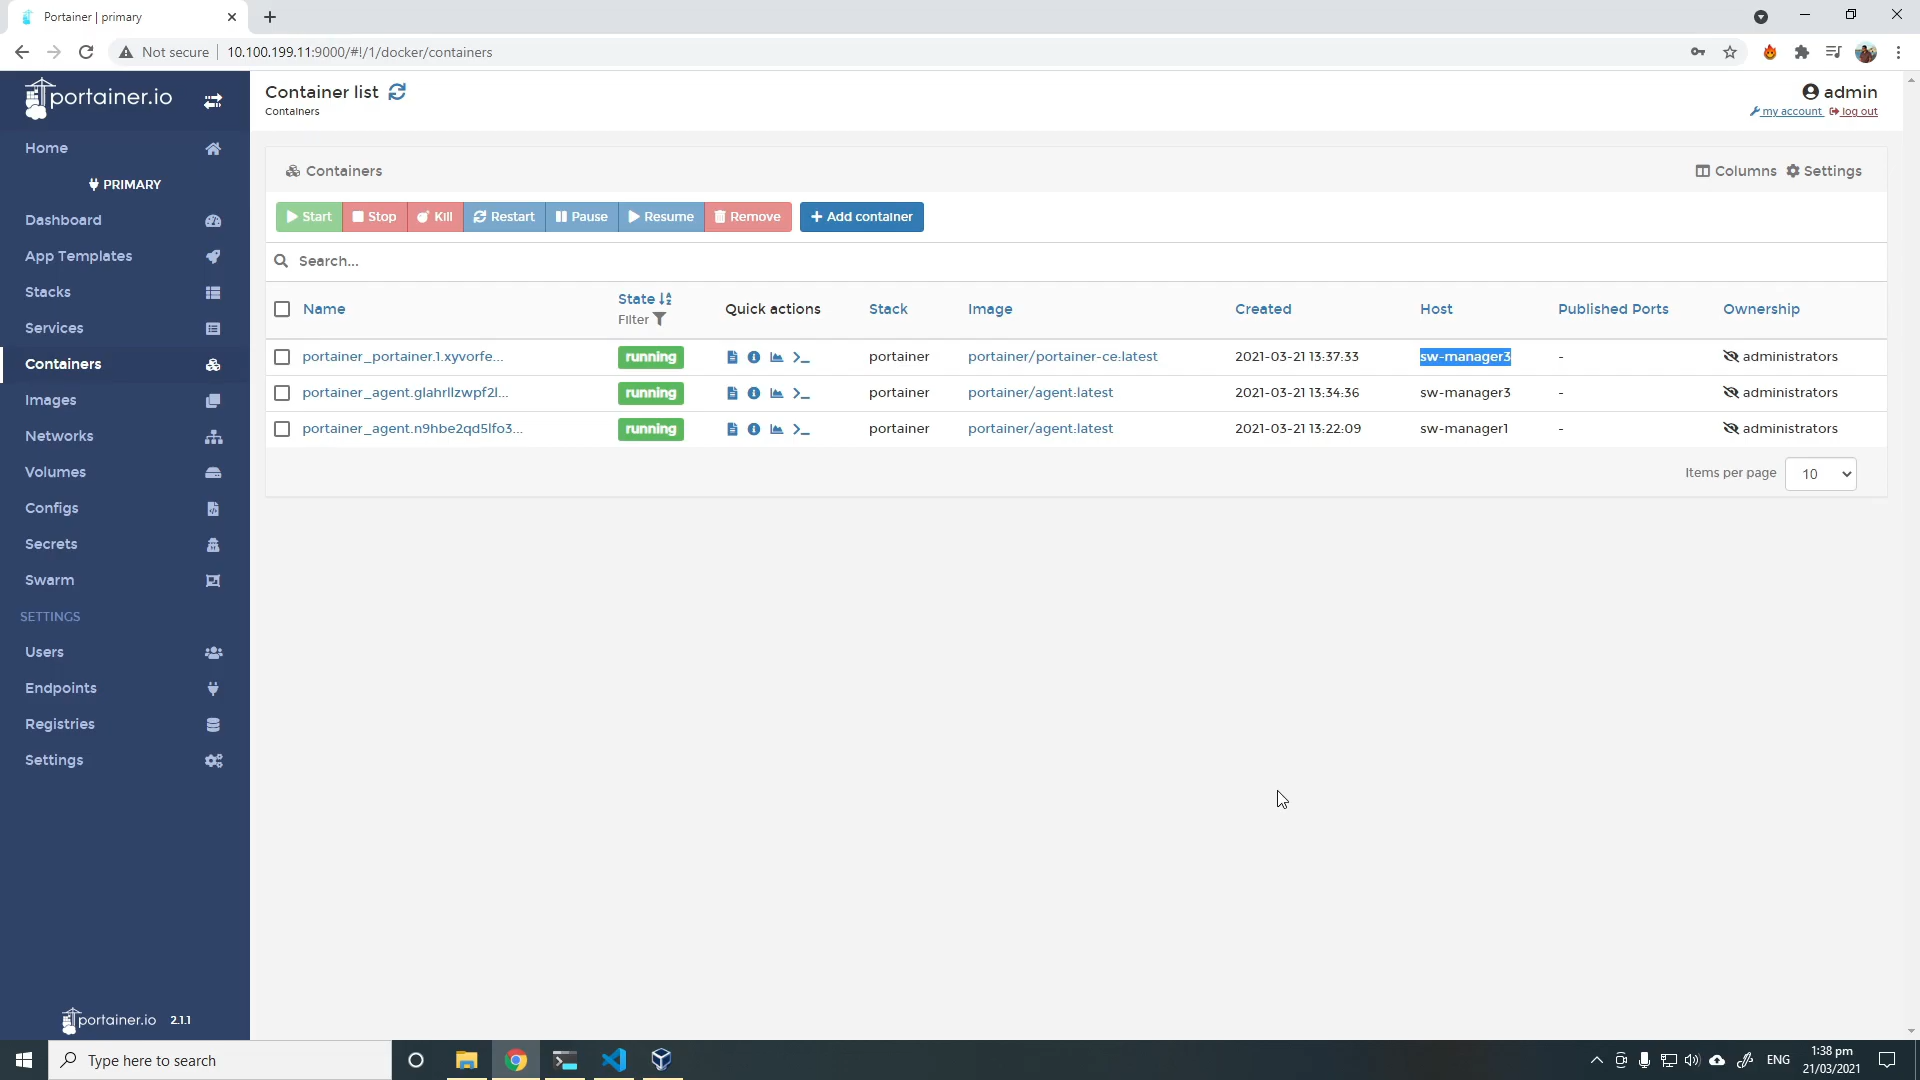 Portainer | primary
Not secure
10.100.199.11:9000/#!/1/docker/containers
portainer.io
Home
PRIMARY
Dashboard
App Templates
Stacks
Services
Containers
Images
Networks
Volumes
Configs
Secrets
Swarm
SETTINGS
Users
Endpoints
Registries
Settings
portainer.io 2.1.1
Container list
Containers
admin
my account log out
Containers
Columns Settings
Start Stop Kill Restart Pause Resume Remove + Add container
Search...
Name State Filter Quick actions Stack Image Created Host Published Ports Ownership
portainer_portainer.1.xyvorfe... running portainer portainer/portainer-ce:latest 2021-03-21 13:37:33 sw-manager3 - administrators
portainer_agent.glahrllzwpf2l... running portainer portainer/agent:latest 2021-03-21 13:34:36 sw-manager3 - administrators
portainer_agent.n9hbe2qd5lfo3... running portainer portainer/agent:latest 2021-03-21 13:22:09 sw-manager1 - administrators
Items per page 10
Type here to search
ENG
1:38 pm
21/03/2021